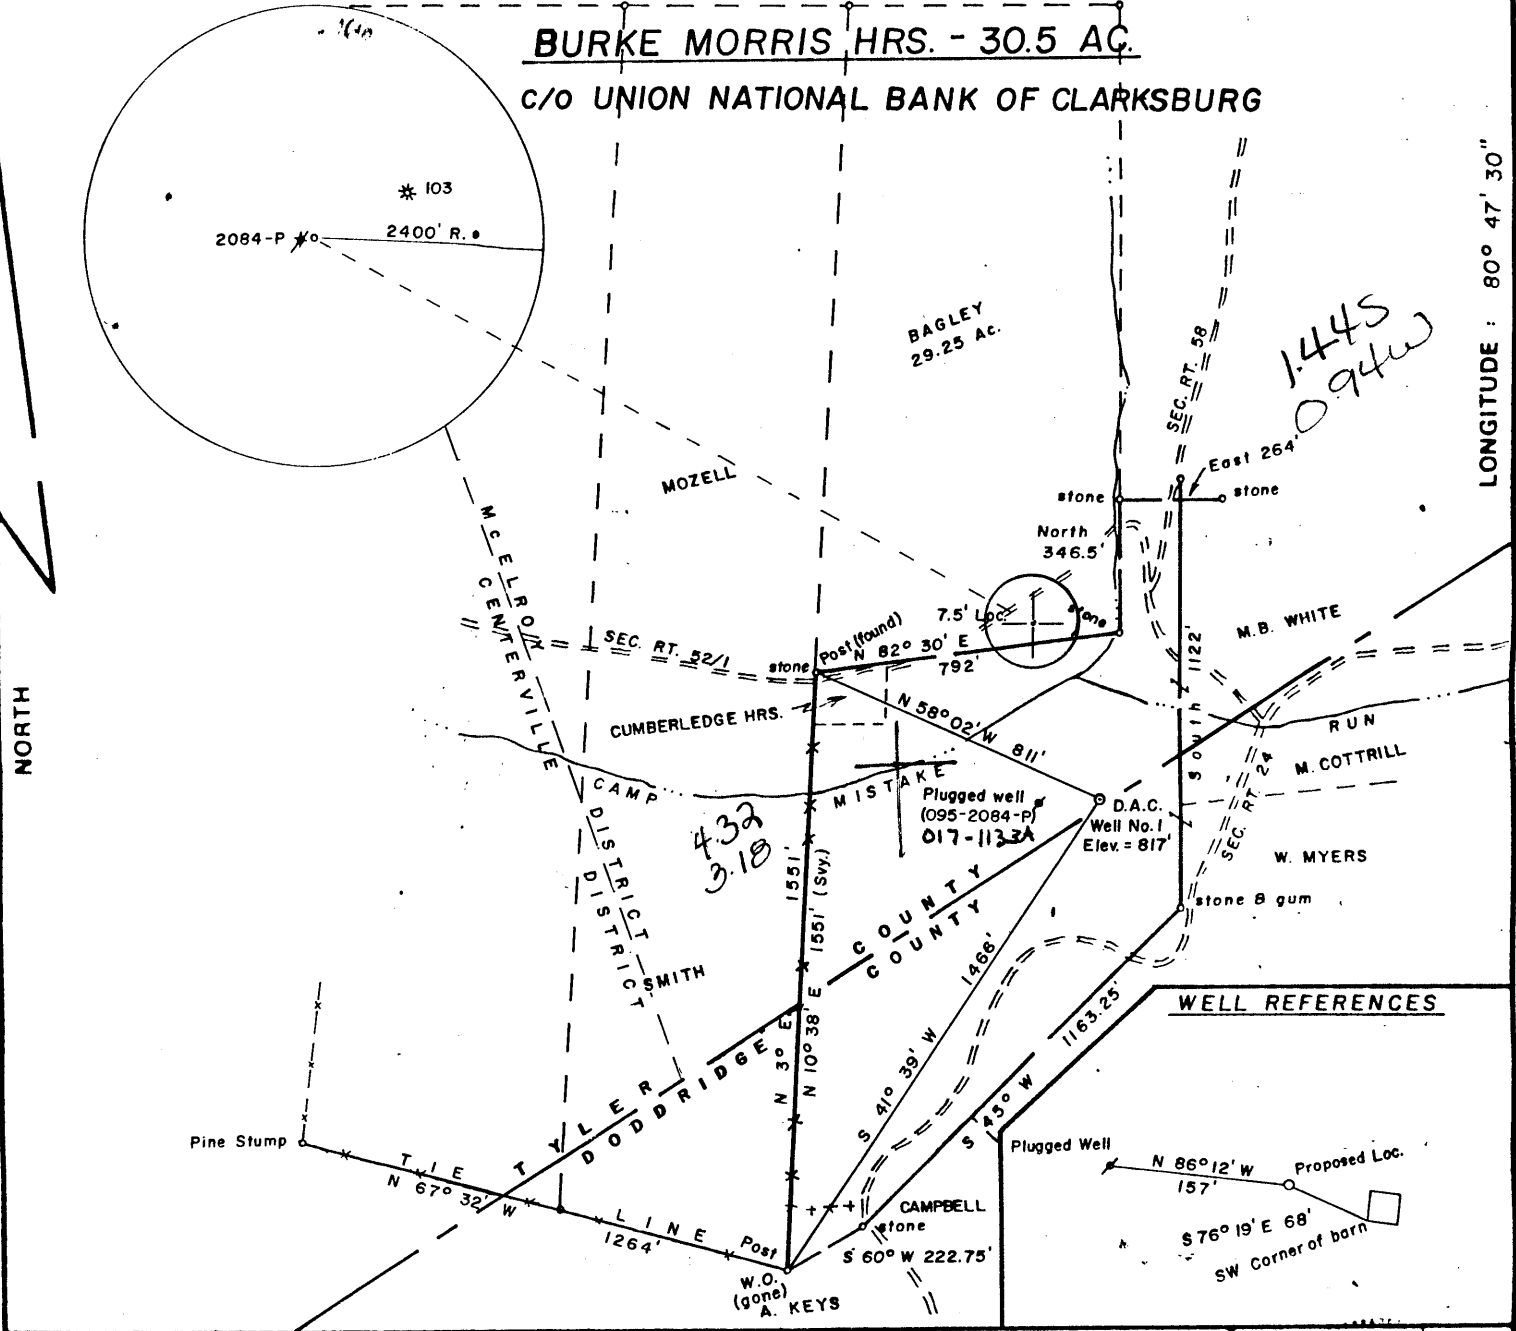 BURKE MORRIS HRS. - 30.5 AC.
C/O UNION NATIONAL BANK OF CLARKSBURG
103
2084-P
2400' R.
LONGITUDE : 80° 47' 30"
BAGLEY
29.25 Ac.
SEC. RT. 58
1.44S
0.94W
East 264'
stone
stone
MOZELL
North
346.5'
McELROY
CENTERVILLE
DISTRICT
DISTRICT
SEC. RT. 52/1
7.5' Loc.
stone
stone
Post (found)
N 82° 30' E
792'
M.B. WHITE
1122'
South
CUMBERLEDGE HRS.
N 58° 02' W
811'
RUN
M. COTTRILL
SEC. RT. 24
NORTH
CAMP
MISTAKE
Plugged well
(095-2084-P)
017-1133A
D.A.C.
Well No. 1
Elev. = 817'
W. MYERS
4.32
3.18
1551'
1551' (Svy.)
stone & gum
COUNTY
COUNTY
1466'
SMITH
N 3° E
N 10° 38' E
S 41° 39' W
1163.25'
S 45° W
WELL REFERENCES
TYLER
DODDRIDGE
Pine Stump
TIE LINE
N 67° 32' W
1264'
Post
W.O.
(gone)
A. KEYS
CAMPBELL
stone
S 60° W 222.75'
Plugged Well
N 86° 12' W
157'
Proposed Loc.
S 76° 19' E 68'
SW Corner of barn